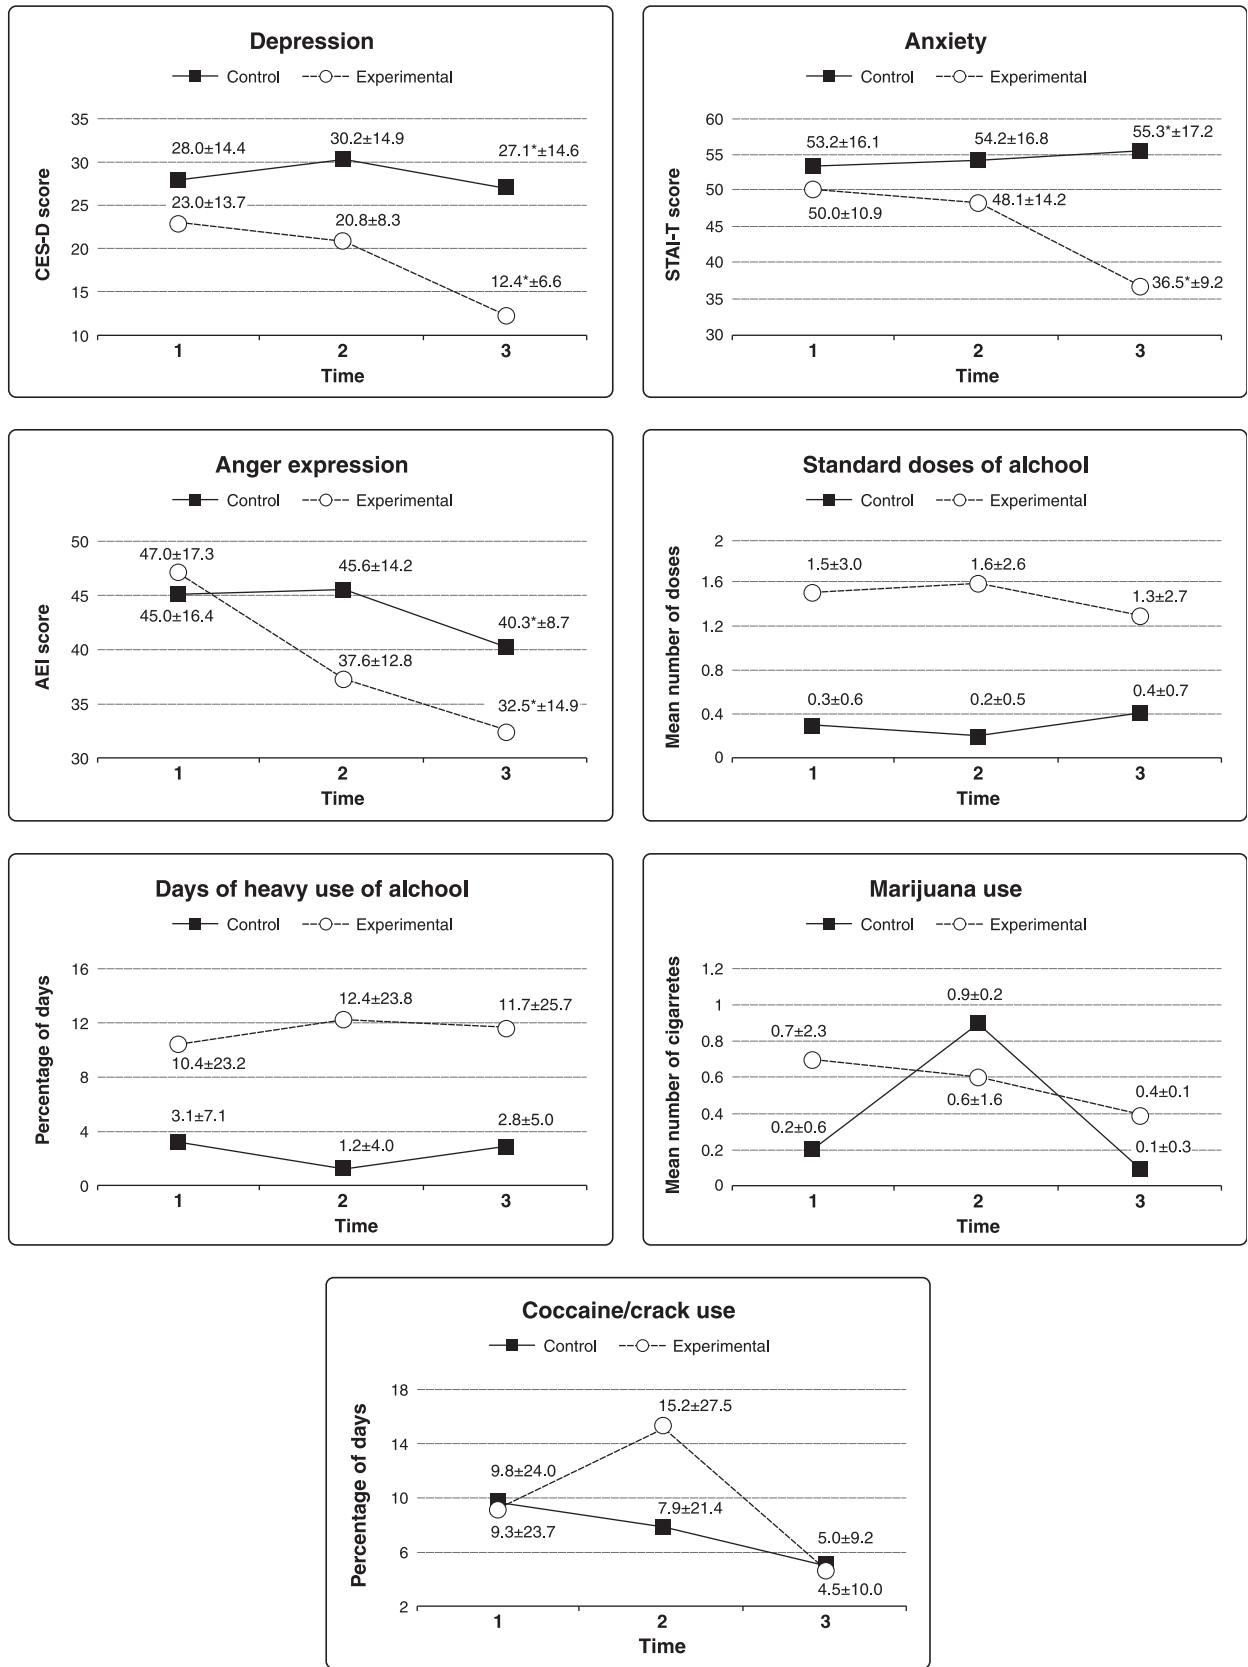 Depression
Control Experimental
CES-D score
35
30
25
20
15
10
28.0±14.4
30.2±14.9
27.1*±14.6
23.0±13.7
20.8±8.3
12.4*±6.6
1 2 3
Time
Anxiety
Control Experimental
STAI-T score
60
55
50
45
40
35
30
53.2±16.1
54.2±16.8
55.3*±17.2
50.0±10.9
48.1±14.2
36.5*±9.2
1 2 3
Time
Anger expression
Control Experimental
AEI score
50
45
40
35
30
47.0±17.3
45.6±14.2
45.0±16.4
40.3*±8.7
37.6±12.8
32.5*±14.9
1 2 3
Time
Standard doses of alchool
Control Experimental
Mean number of doses
2
1.6
1.2
0.8
0.4
0
1.5±3.0
1.6±2.6
1.3±2.7
0.3±0.6
0.2±0.5
0.4±0.7
1 2 3
Time
Days of heavy use of alchool
Control Experimental
Percentage of days
16
12
8
4
0
10.4±23.2
12.4±23.8
11.7±25.7
3.1±7.1
1.2±4.0
2.8±5.0
1 2 3
Time
Marijuana use
Control Experimental
Mean number of cigarretes
1.2
1
0.8
0.6
0.4
0.2
0
0.7±2.3
0.9±0.2
0.6±1.6
0.4±0.1
0.2±0.6
0.1±0.3
1 2 3
Time
Coccaine/crack use
Control Experimental
Percentage of days
18
14
10
6
2
9.8±24.0
15.2±27.5
9.3±23.7
7.9±21.4
5.0±9.2
4.5±10.0
1 2 3
Time